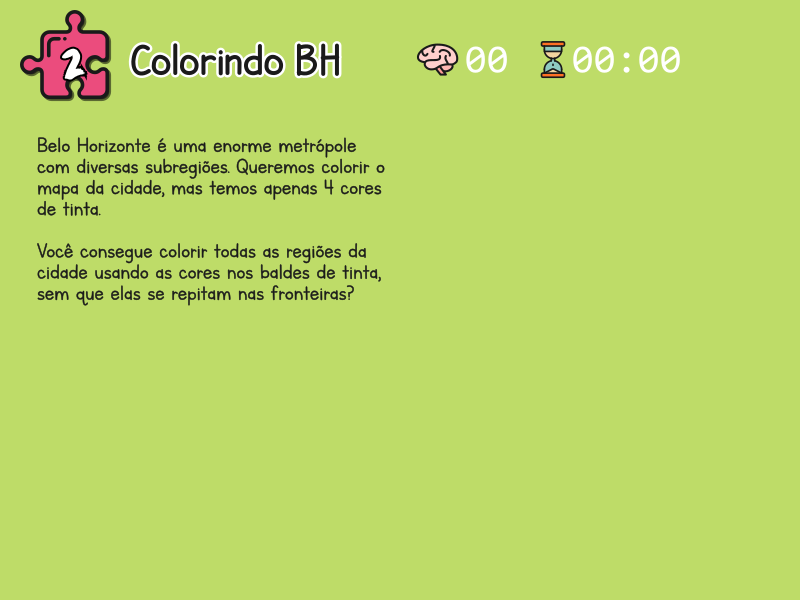 2
Colorindo BH
00
00:00
Belo Horizonte é uma enorme metrópole
com diversas subregiões. Queremos colorir o
mapa da cidade, mas temos apenas 4 cores
de tinta.
Você consegue colorir todas as regiões da
cidade usando as cores nos baldes de tinta,
sem que elas se repitam nas fronteiras?